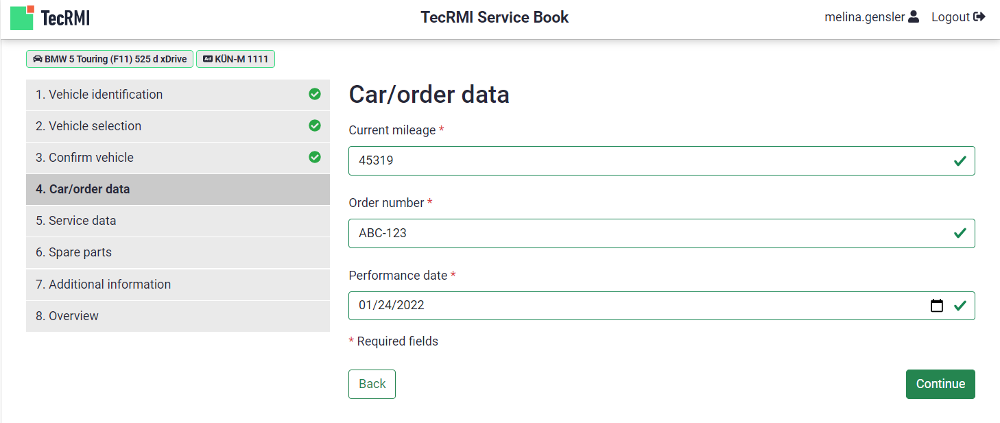 TecRMI
TecRMI Service Book
melina.gensler
Logout
BMW 5 Touring (F11) 525 d xDrive
Ad KÜN-M 1111
1. Vehicle identification
2. Vehicle selection
3. Confirm vehicle
4. Car/order data
5. Service data
6. Spare parts
7. Additional information
8. Overview
Car/order data
Current mileage *
45319
Order number *
ABC-123
Performance date *
01/24/2022
* Required fields
Back
Continue